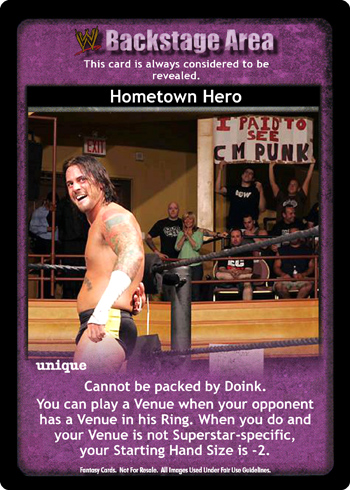 W Backstage Area
This card is always considered to be
revealed.
Hometown Hero
EXIT
I PAID TO
SEE
CM PUNK
unique
Cannot be packed by Doink.
You can play a Venue when your opponent
has a Venue in his Ring. When you do and
your Venue is not Superstar-specific,
your Starting Hand Size is -2.
Fantasy Cards. Not For Resale. All Images Used Under Fair Use Guidelines.